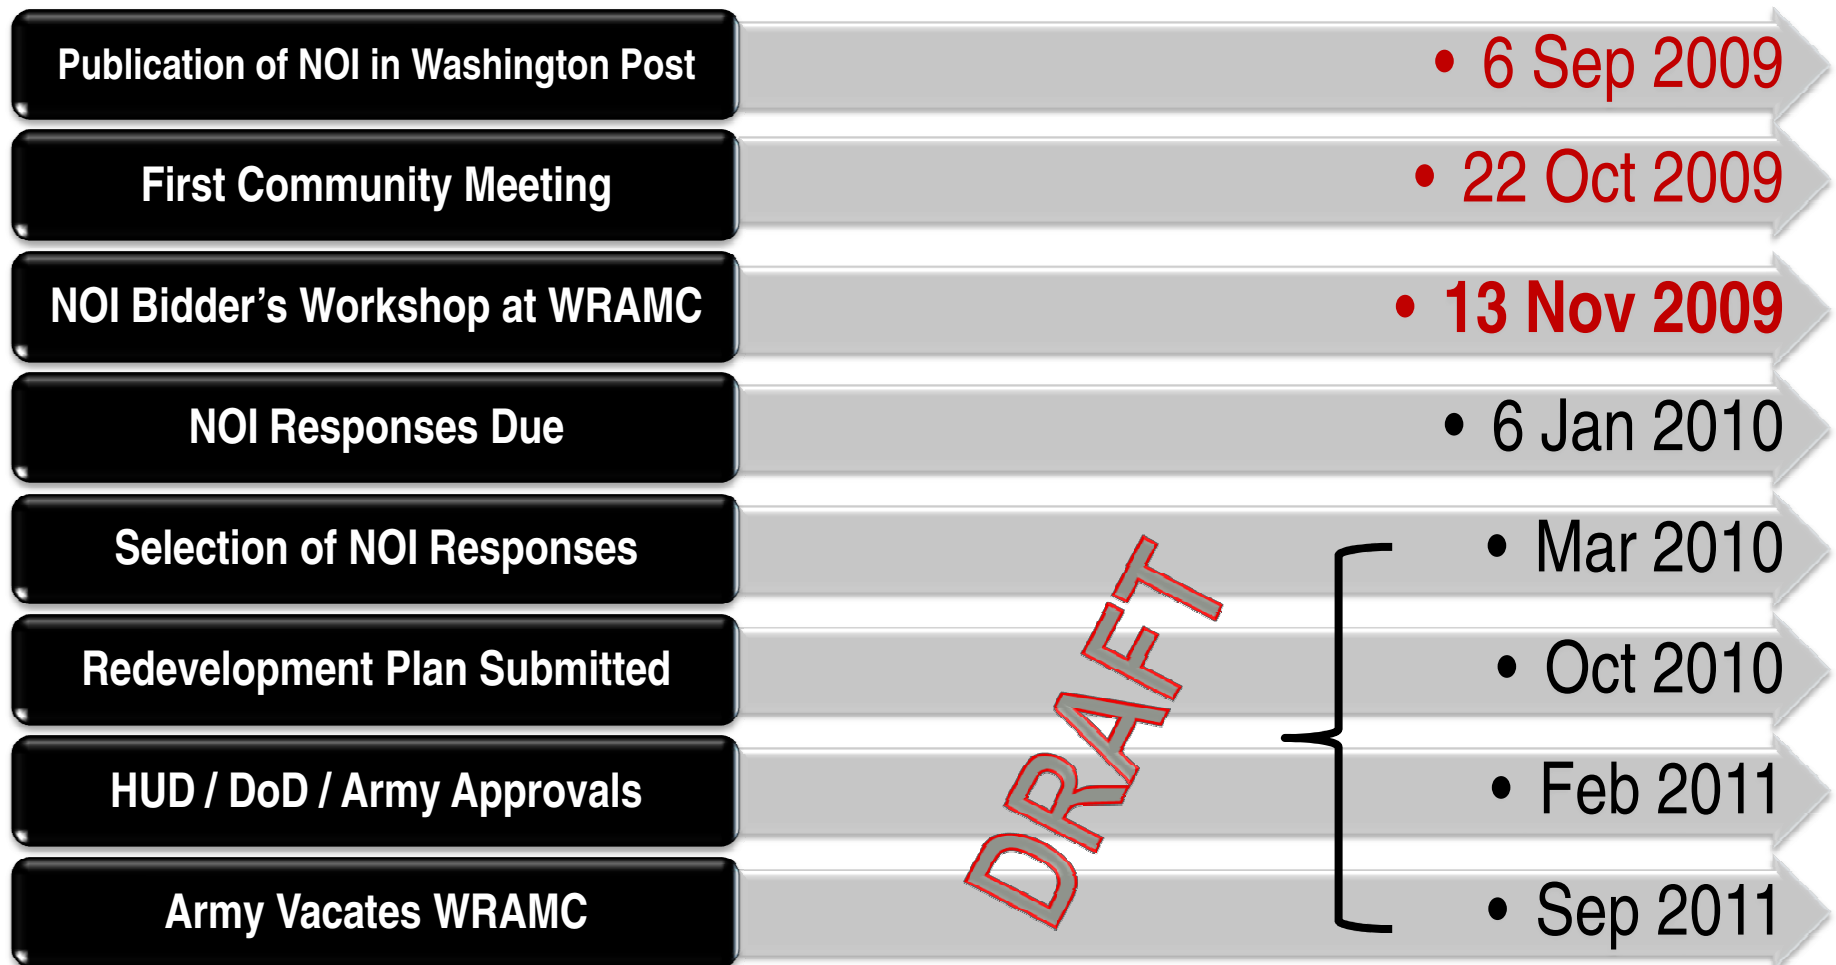 Publication of NOI in Washington Post
• 6 Sep 2009
First Community Meeting
• 22 Oct 2009
NOI Bidder’s Workshop at WRAMC
• 13 Nov 2009
NOI Responses Due
• 6 Jan 2010
Selection of NOI Responses
• Mar 2010
Redevelopment Plan Submitted
• Oct 2010
HUD / DoD / Army Approvals
• Feb 2011
Army Vacates WRAMC
• Sep 2011
DRAFT